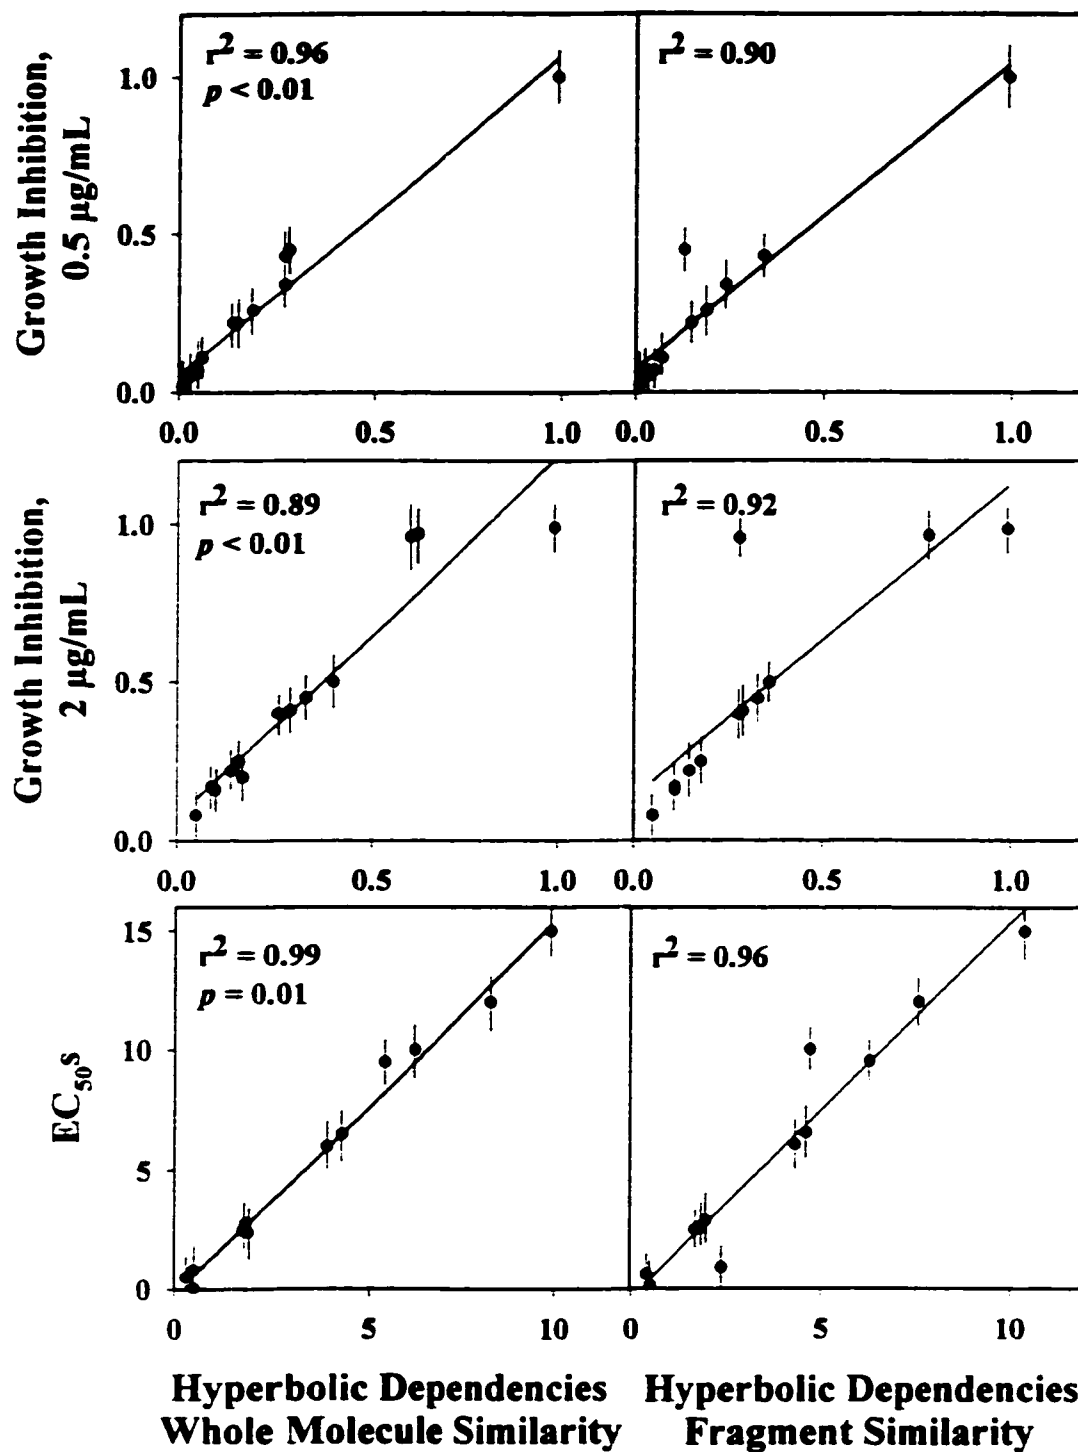 Growth Inhibition,
0.5 µg/mL
r² = 0.96
p < 0.01
r² = 0.90
1.0
0.5
0.0
0.0 0.5 1.0 0.0 0.5 1.0
Growth Inhibition,
2 µg/mL
r² = 0.89
p < 0.01
r² = 0.92
1.0
0.5
0.0
0.0 0.5 1.0 0.0 0.5 1.0
EC₅₀s
r² = 0.99
p = 0.01
r² = 0.96
15
10
5
0
0 5 10 0 5 10
Hyperbolic Dependencies
Whole Molecule Similarity
Hyperbolic Dependencies
Fragment Similarity